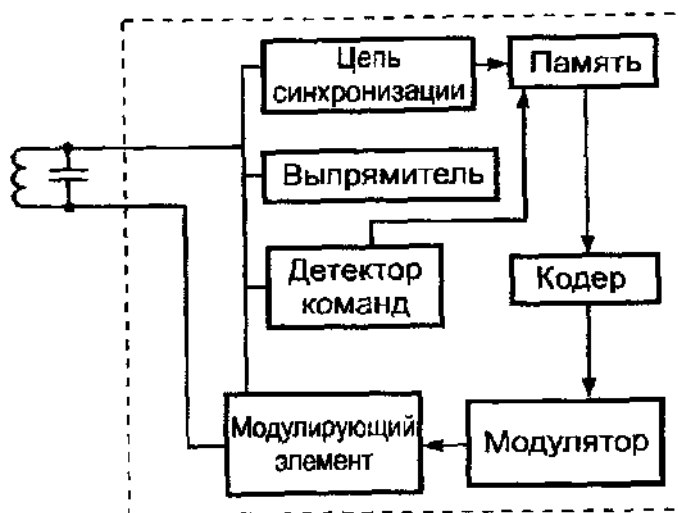 Цепь
синхронизации
Память
Выпрямитель
Детектор
команд
Кодер
Модулирующий
элемент
Модулятор